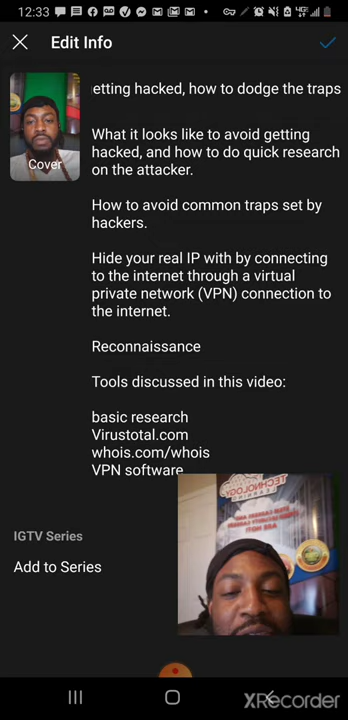 12:33
Edit Info
etting hacked, how to dodge the traps
Cover
What it looks like to avoid getting
hacked, and how to do quick research
on the attacker.
How to avoid common traps set by
hackers.
Hide your real IP with by connecting
to the internet through a virtual
private network (VPN) connection to
the internet.
Reconnaissance
Tools discussed in this video:
basic research
Virustotal.com
whois.com/whois
VPN software
TECHNOLOGY
LEARNING
IGTV Series
Add to Series
XRecorder